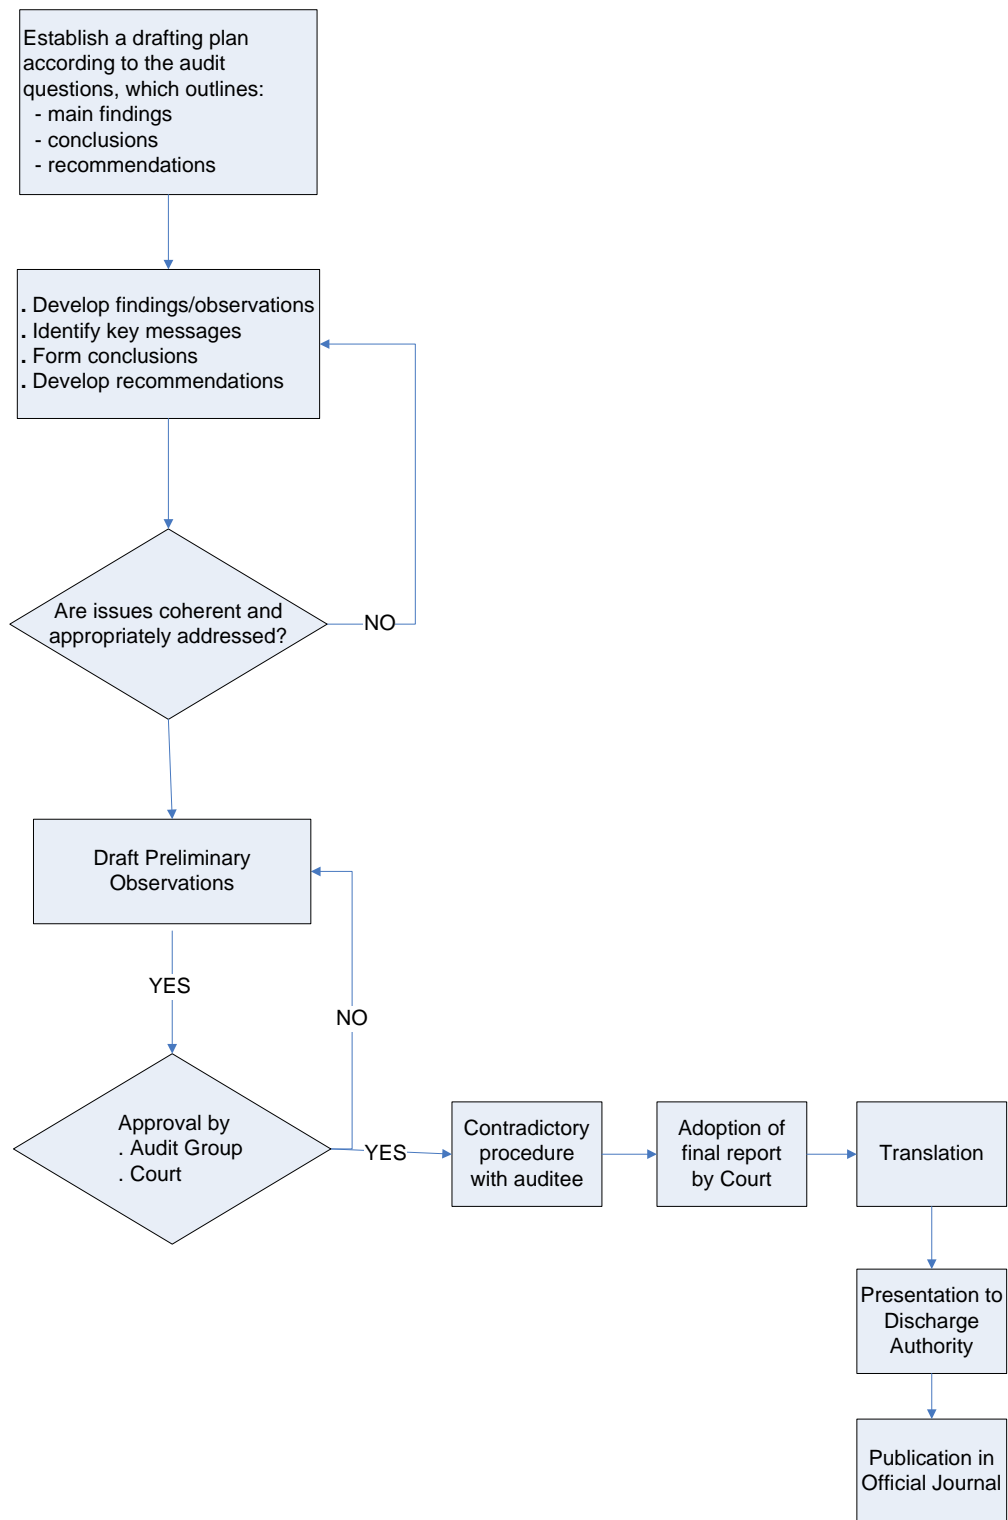 Establish a drafting plan
according to the audit
questions, which outlines:
- main findings
- conclusions
- recommendations
. Develop findings/observations
. Identify key messages
. Form conclusions
. Develop recommendations
Are issues coherent and
appropriately addressed?
NO
Draft Preliminary
Observations
YES
NO
Approval by
. Audit Group
. Court
YES
Contradictory
procedure
with auditee
Adoption of
final report
by Court
Translation
Presentation to
Discharge
Authority
Publication in
Official Journal